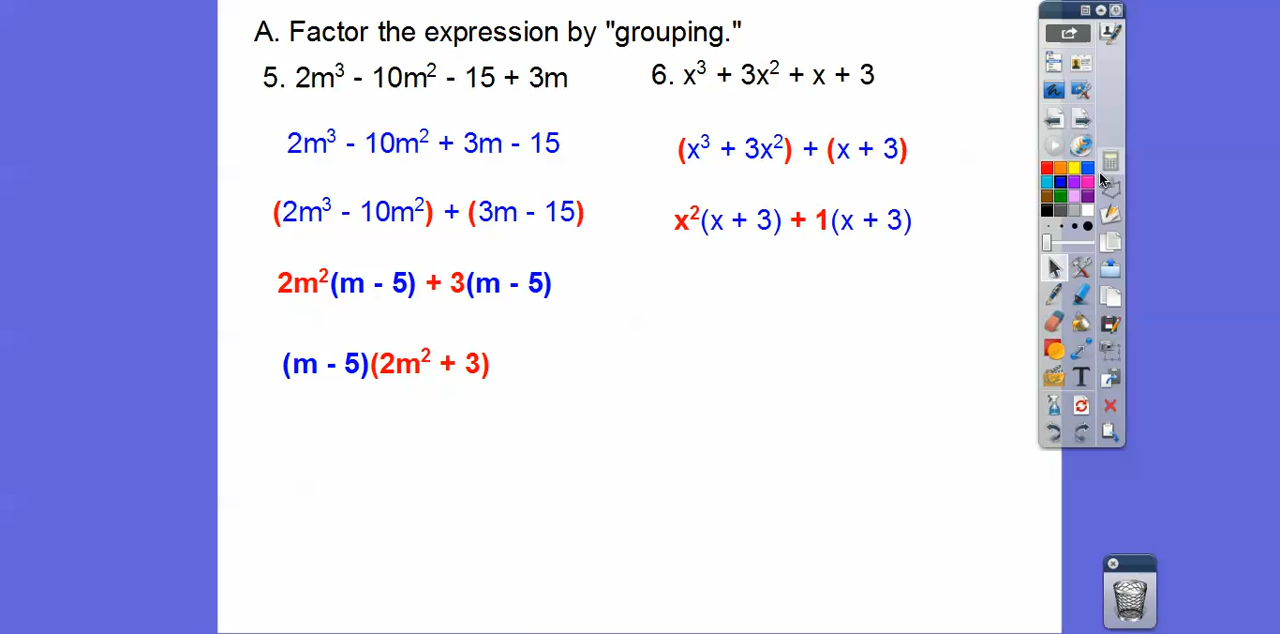 A. Factor the expression by "grouping."
5. 2m³ - 10m² - 15 + 3m
2m³ - 10m² + 3m - 15
(2m³ - 10m²) + (3m - 15)
2m²(m - 5) + 3(m - 5)
(m - 5)(2m² + 3)
6. x³ + 3x² + x + 3
(x³ + 3x²) + (x + 3)
x²(x + 3) + 1(x + 3)
T